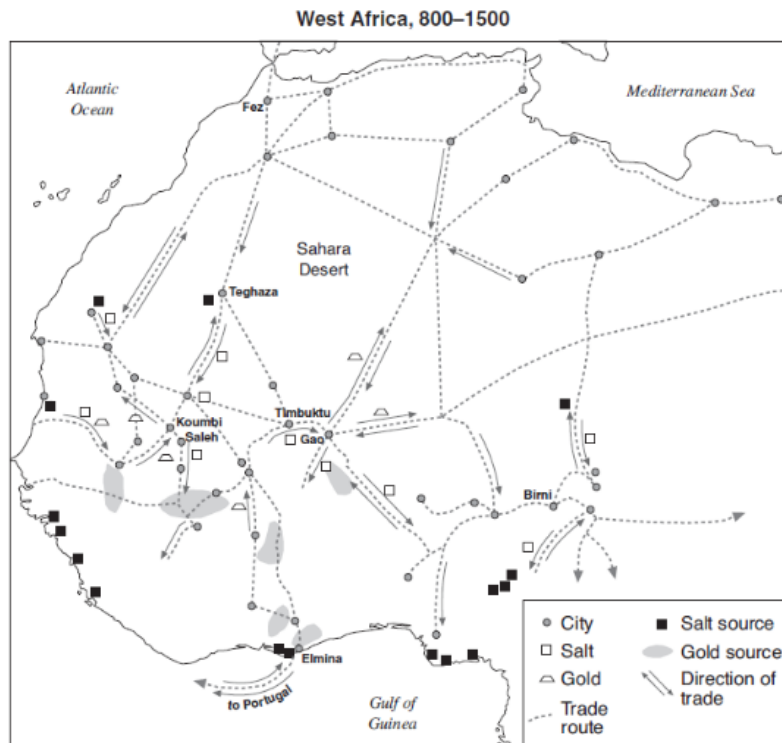 West Africa, 800–1500
Atlantic
Ocean
Mediterranean Sea
Fez
Sahara
Desert
Teghaza
Koumbi
Saleh
Timbuktu
Gao
Birni
Elmina
to Portugal
Gulf of
Guinea
City
Salt
Gold
Trade
route
Salt source
Gold source
Direction of
trade